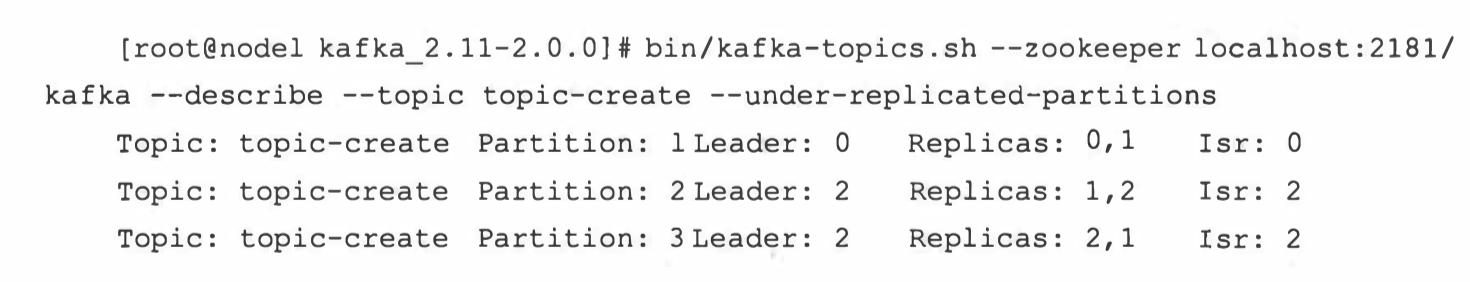 [root@node1 kafka_2.11-2.0.0]# bin/kafka-topics.sh --zookeeper localhost:2181/
kafka --describe --topic topic-create --under-replicated-partitions
Topic: topic-create Partition: 1 Leader: 0 Replicas: 0,1 Isr: 0
Topic: topic-create Partition: 2 Leader: 2 Replicas: 1,2 Isr: 2
Topic: topic-create Partition: 3 Leader: 2 Replicas: 2,1 Isr: 2